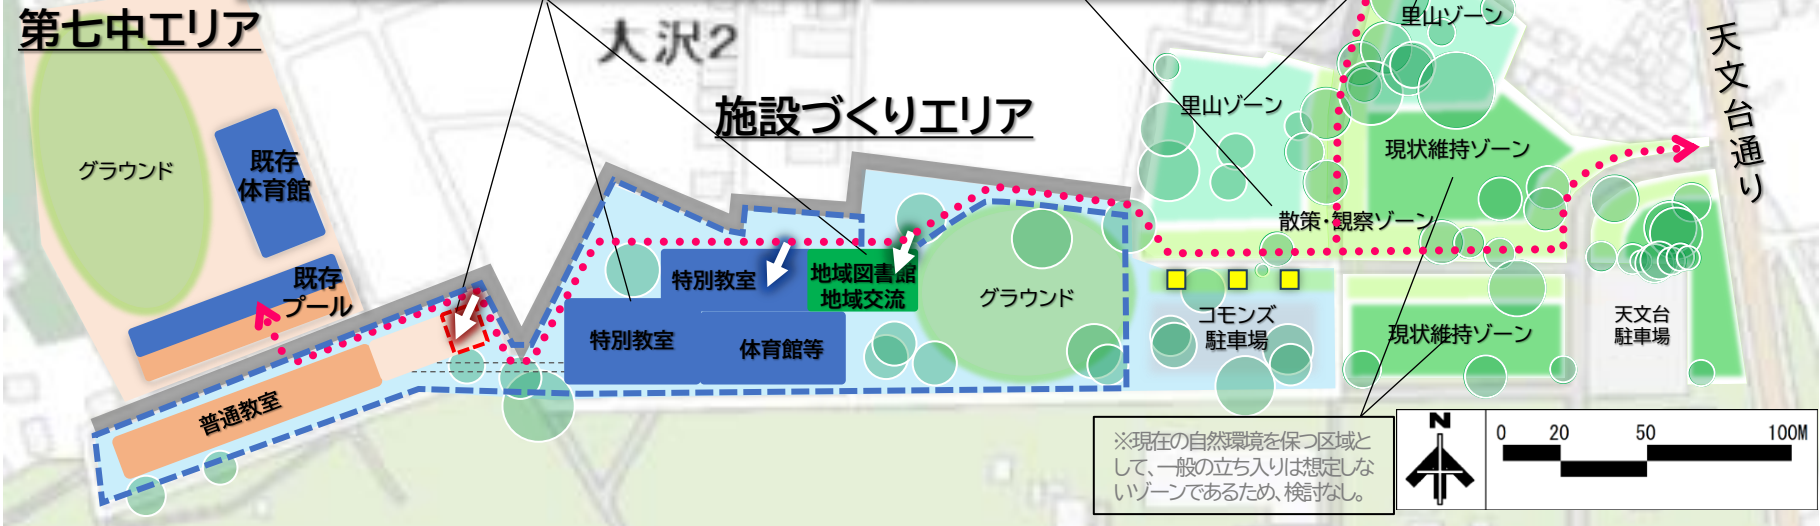 第七中エリア
大沢2
里山ゾーン
天文台通り
施設づくりエリア
里山ゾーン
グラウンド
既存
体育館
現状維持ゾーン
散策・観察ゾーン
既存
プール
特別教室
地域図書館
地域交流
グラウンド
特別教室
体育館等
コモンズ
駐車場
現状維持ゾーン
天文台
駐車場
普通教室
※現在の自然環境を保つ区域と
して、一般の立ち入りは想定しな
いゾーンであるため、検討なし。
N
0 20 50 100M